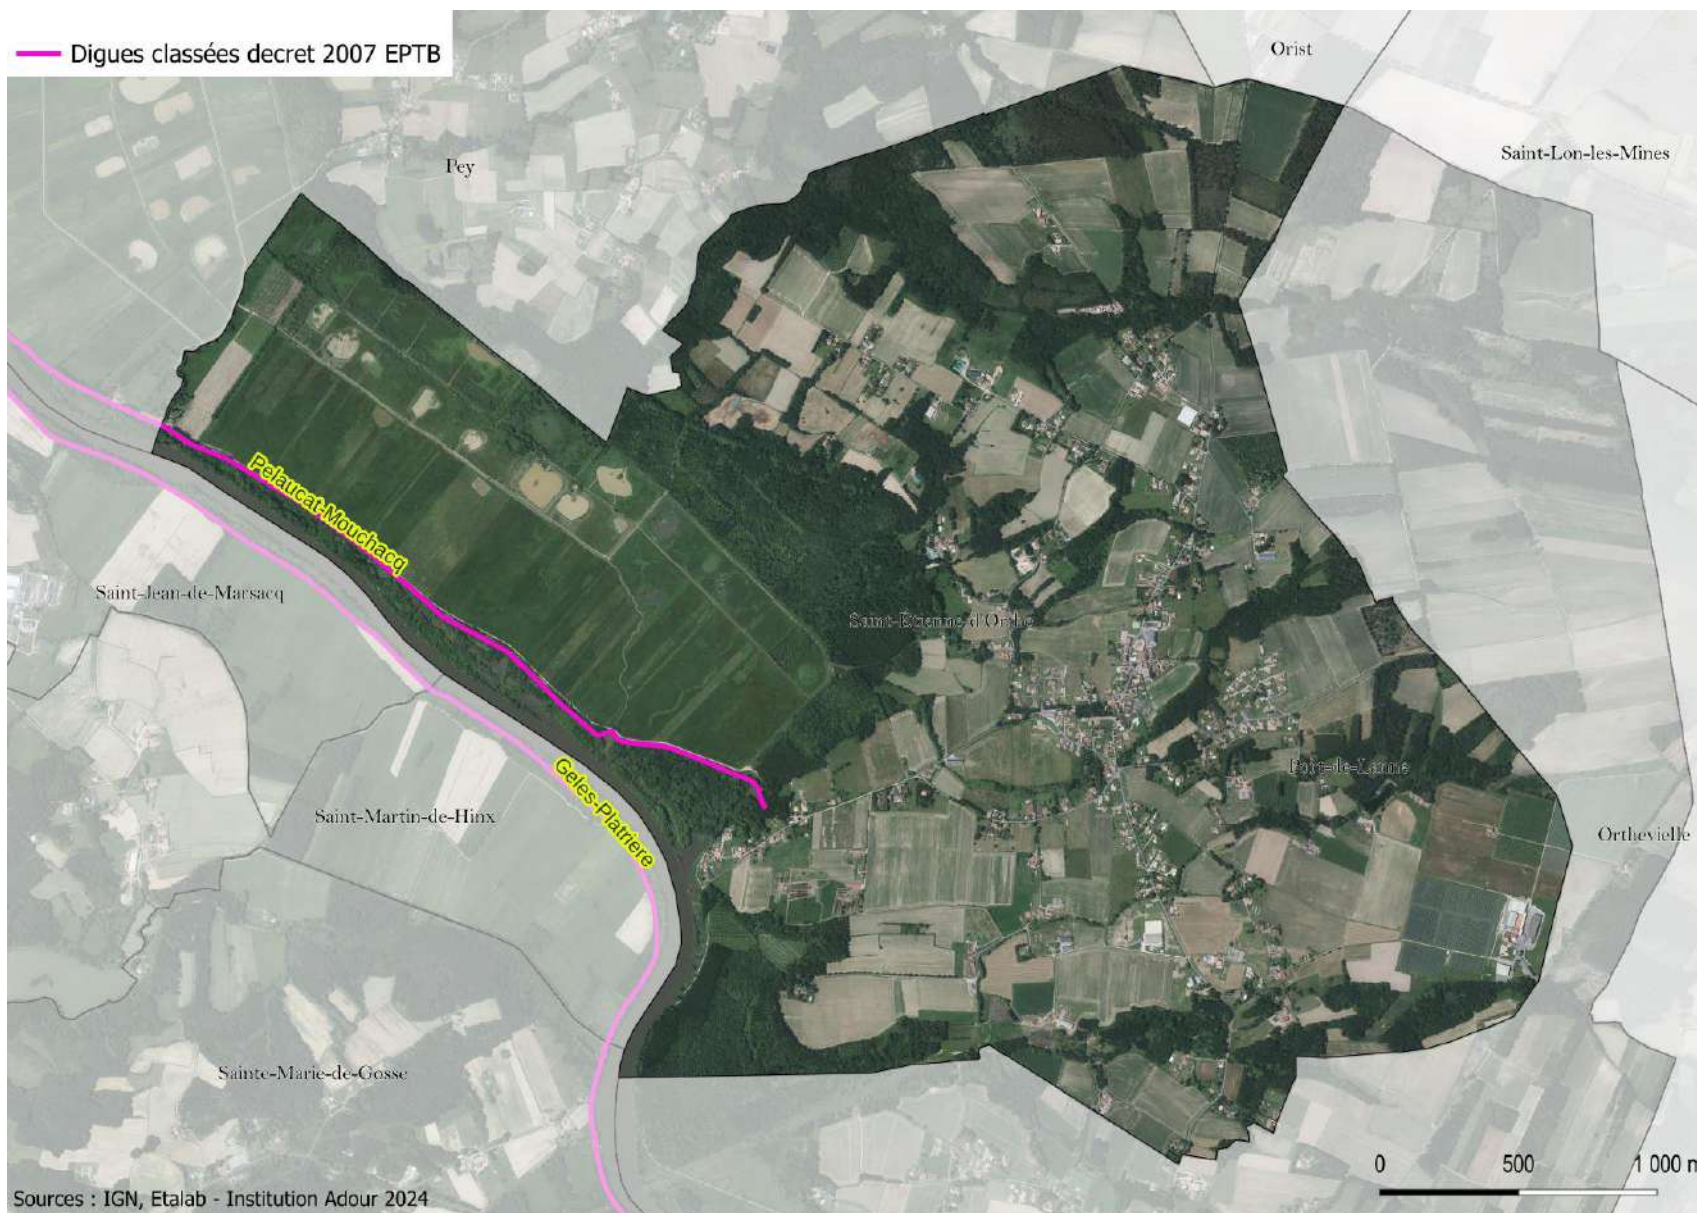 Digues classées decret 2007 EPTB
Orist
Saint-Lon-les-Mines
Pey
Pelaucat-Mouchacq
Saint-Jean-de-Marsacq
Saint-Étienne-d'Orthe
Port-de-Lanne
Geles-Platriere
Saint-Martin-de-Hinx
Orthevielle
Sainte-Marie-de-Gosse
0 500 1 000 m
Sources : IGN, Etalab - Institution Adour 2024